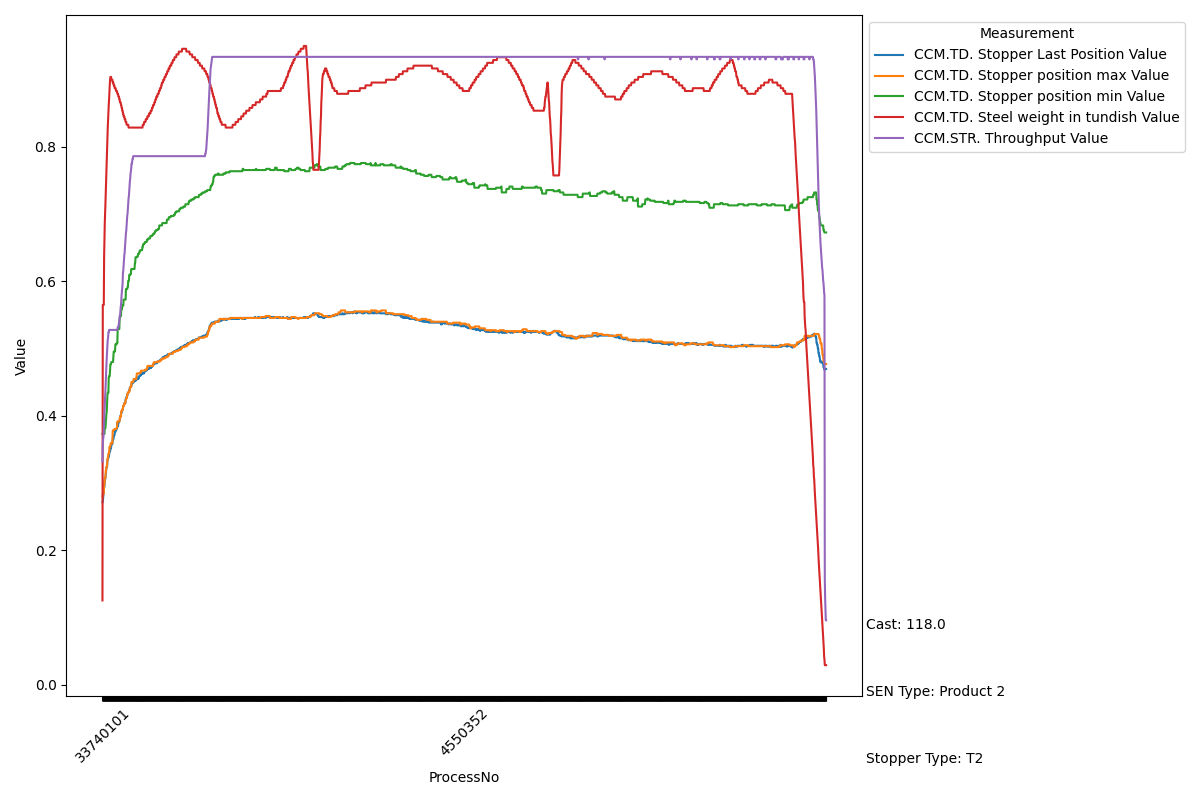 Measurement
CCM.TD. Stopper Last Position Value
CCM.TD. Stopper position max Value
CCM.TD. Stopper position min Value
CCM.TD. Steel weight in tundish Value
CCM.STR. Throughput Value
Value
0.8
0.6
0.4
0.2
0.0
33740101
4550352
ProcessNo
Cast: 118.0
SEN Type: Product 2
Stopper Type: T2